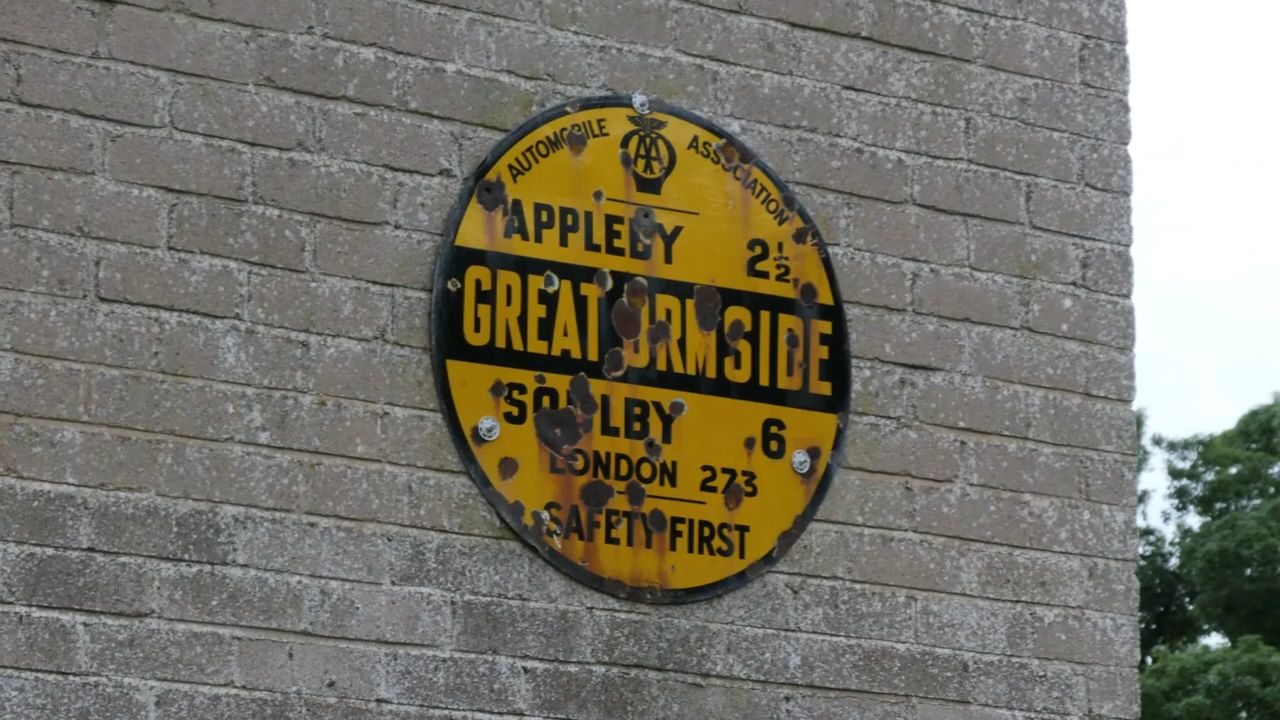 AUTOMOBILE AA ASSOCIATION
APPLEBY 2½
GREAT ORMSIDE
SOULBY 6
LONDON 273
SAFETY FIRST